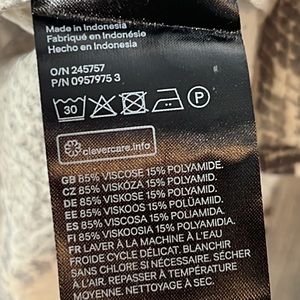 Made in Indonesia
Fabriqué en Indonésie
Hecho en Indonesia
O/N 245757
P/N 0957975 3
30
P
clevercare.info
GB 85% VISCOSE 15% POLYAMIDE.
CZ 85% VISKÓZA 15% POLYAMID.
DE 85% VISKOSE 15% POLYAMID.
EE 85% VISKOOS 15% POLÜAMIID.
ES 85% VISCOSA 15% POLIAMIDA.
FI 85% VISKOOSIA 15% POLYAMIDIA.
FR LAVER À LA MACHINE À L'EAU
FROIDE CYCLE DÉLICAT. BLANCHIR
SANS CHLORE SI NÉCESSAIRE. SÉCHER
À L'AIR. REPASSER À TEMPÉRATURE
MOYENNE. NETTOYAGE À SEC.